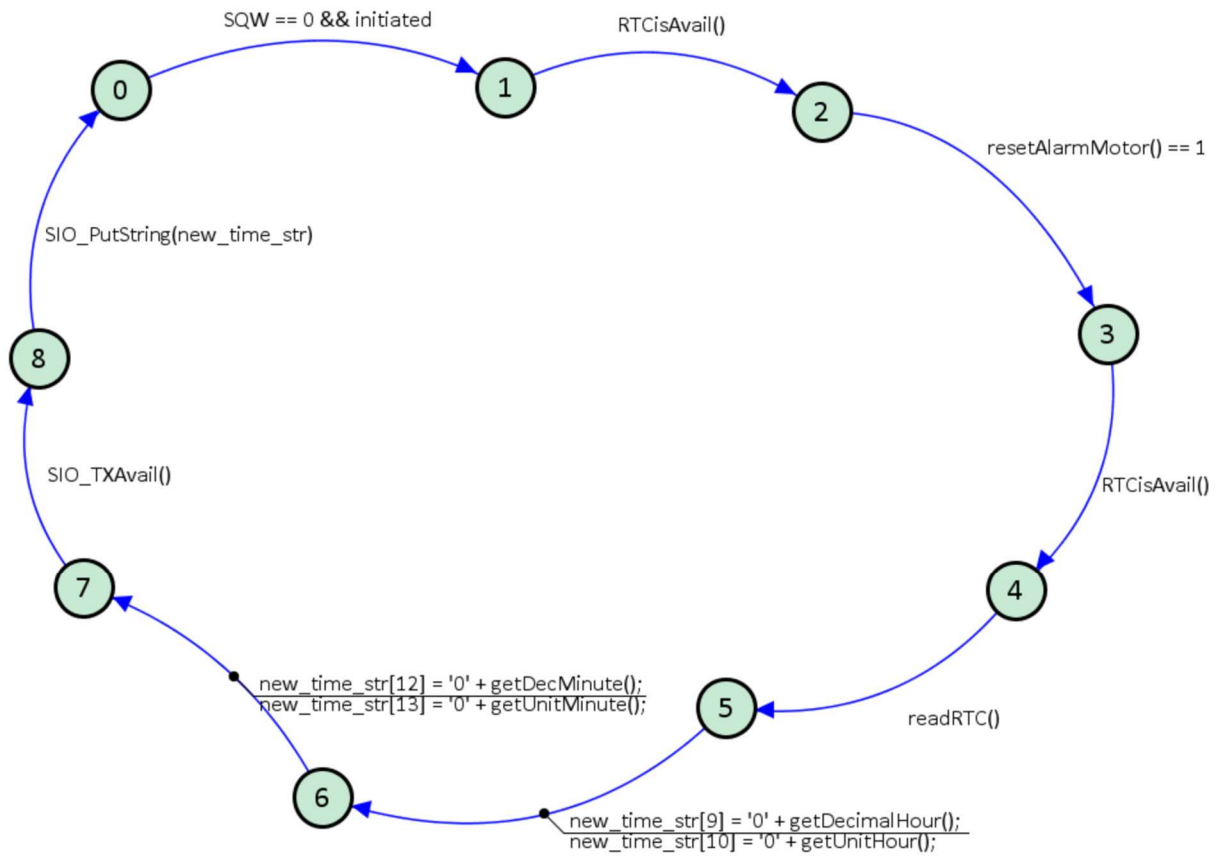 SQW == 0 && initiated
RTCisAvail()
0
1
2
resetAlarmMotor() == 1
SIO_PutString(new_time_str)
3
8
SIO_TXAvail()
RTCisAvail()
7
4
new_time_str[12] = '0' + getDecMinute();
new_time_str[13] = '0' + getUnitMinute();
5
readRTC()
6
new_time_str[9] = '0' + getDecimalHour();
new_time_str[10] = '0' + getUnitHour();